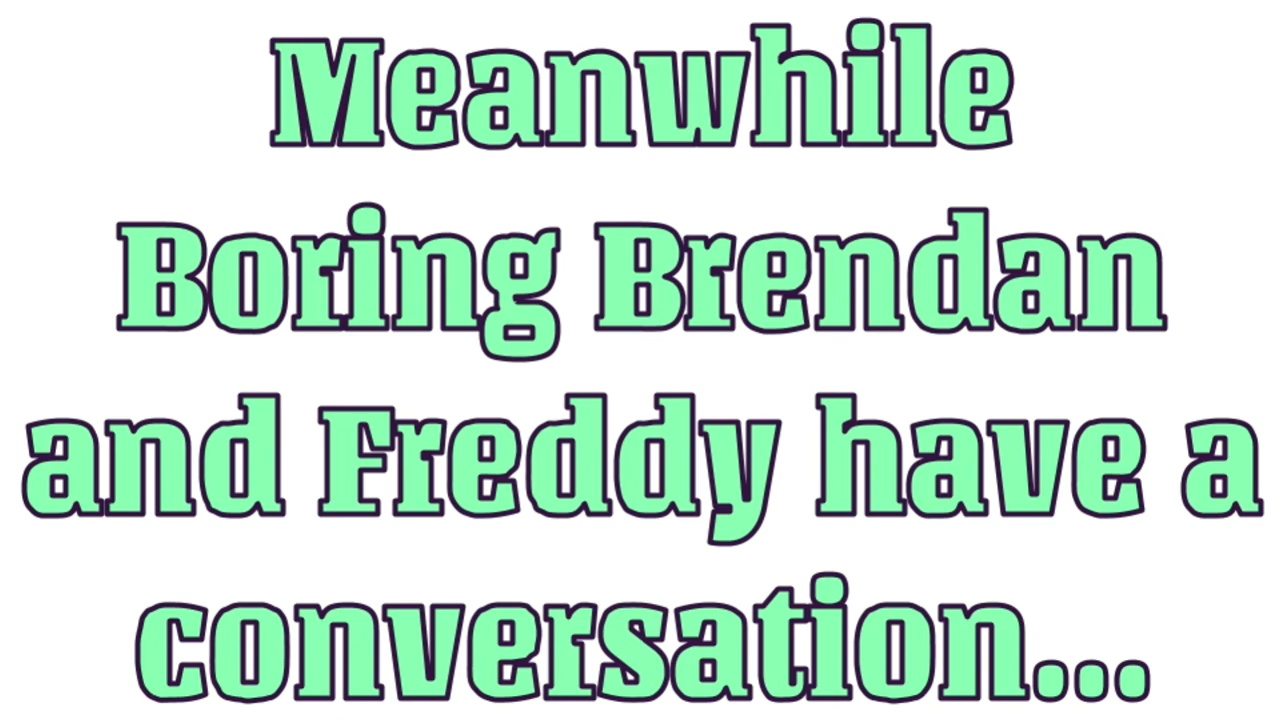 Meanwhile
Boring Brendan
and Freddy have a
conversation...